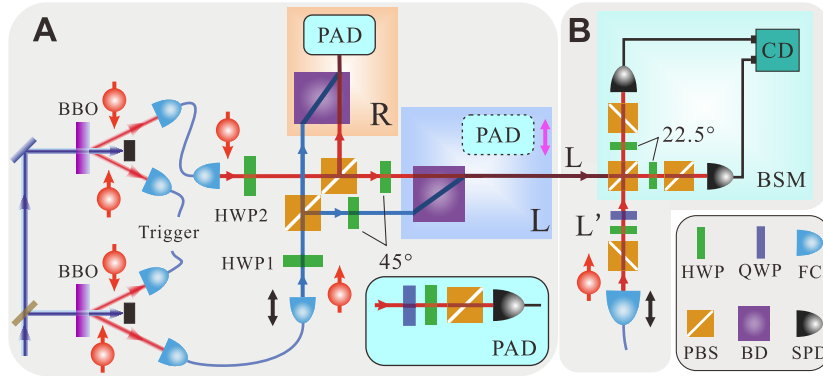 A
B
PAD
CD
BBO
R
PAD
22.5°
L
BSM
HWP2
Trigger
L
L'
45°
HWP1
BBO
HWP
QWP
FC
PAD
PBS
BD
SPD